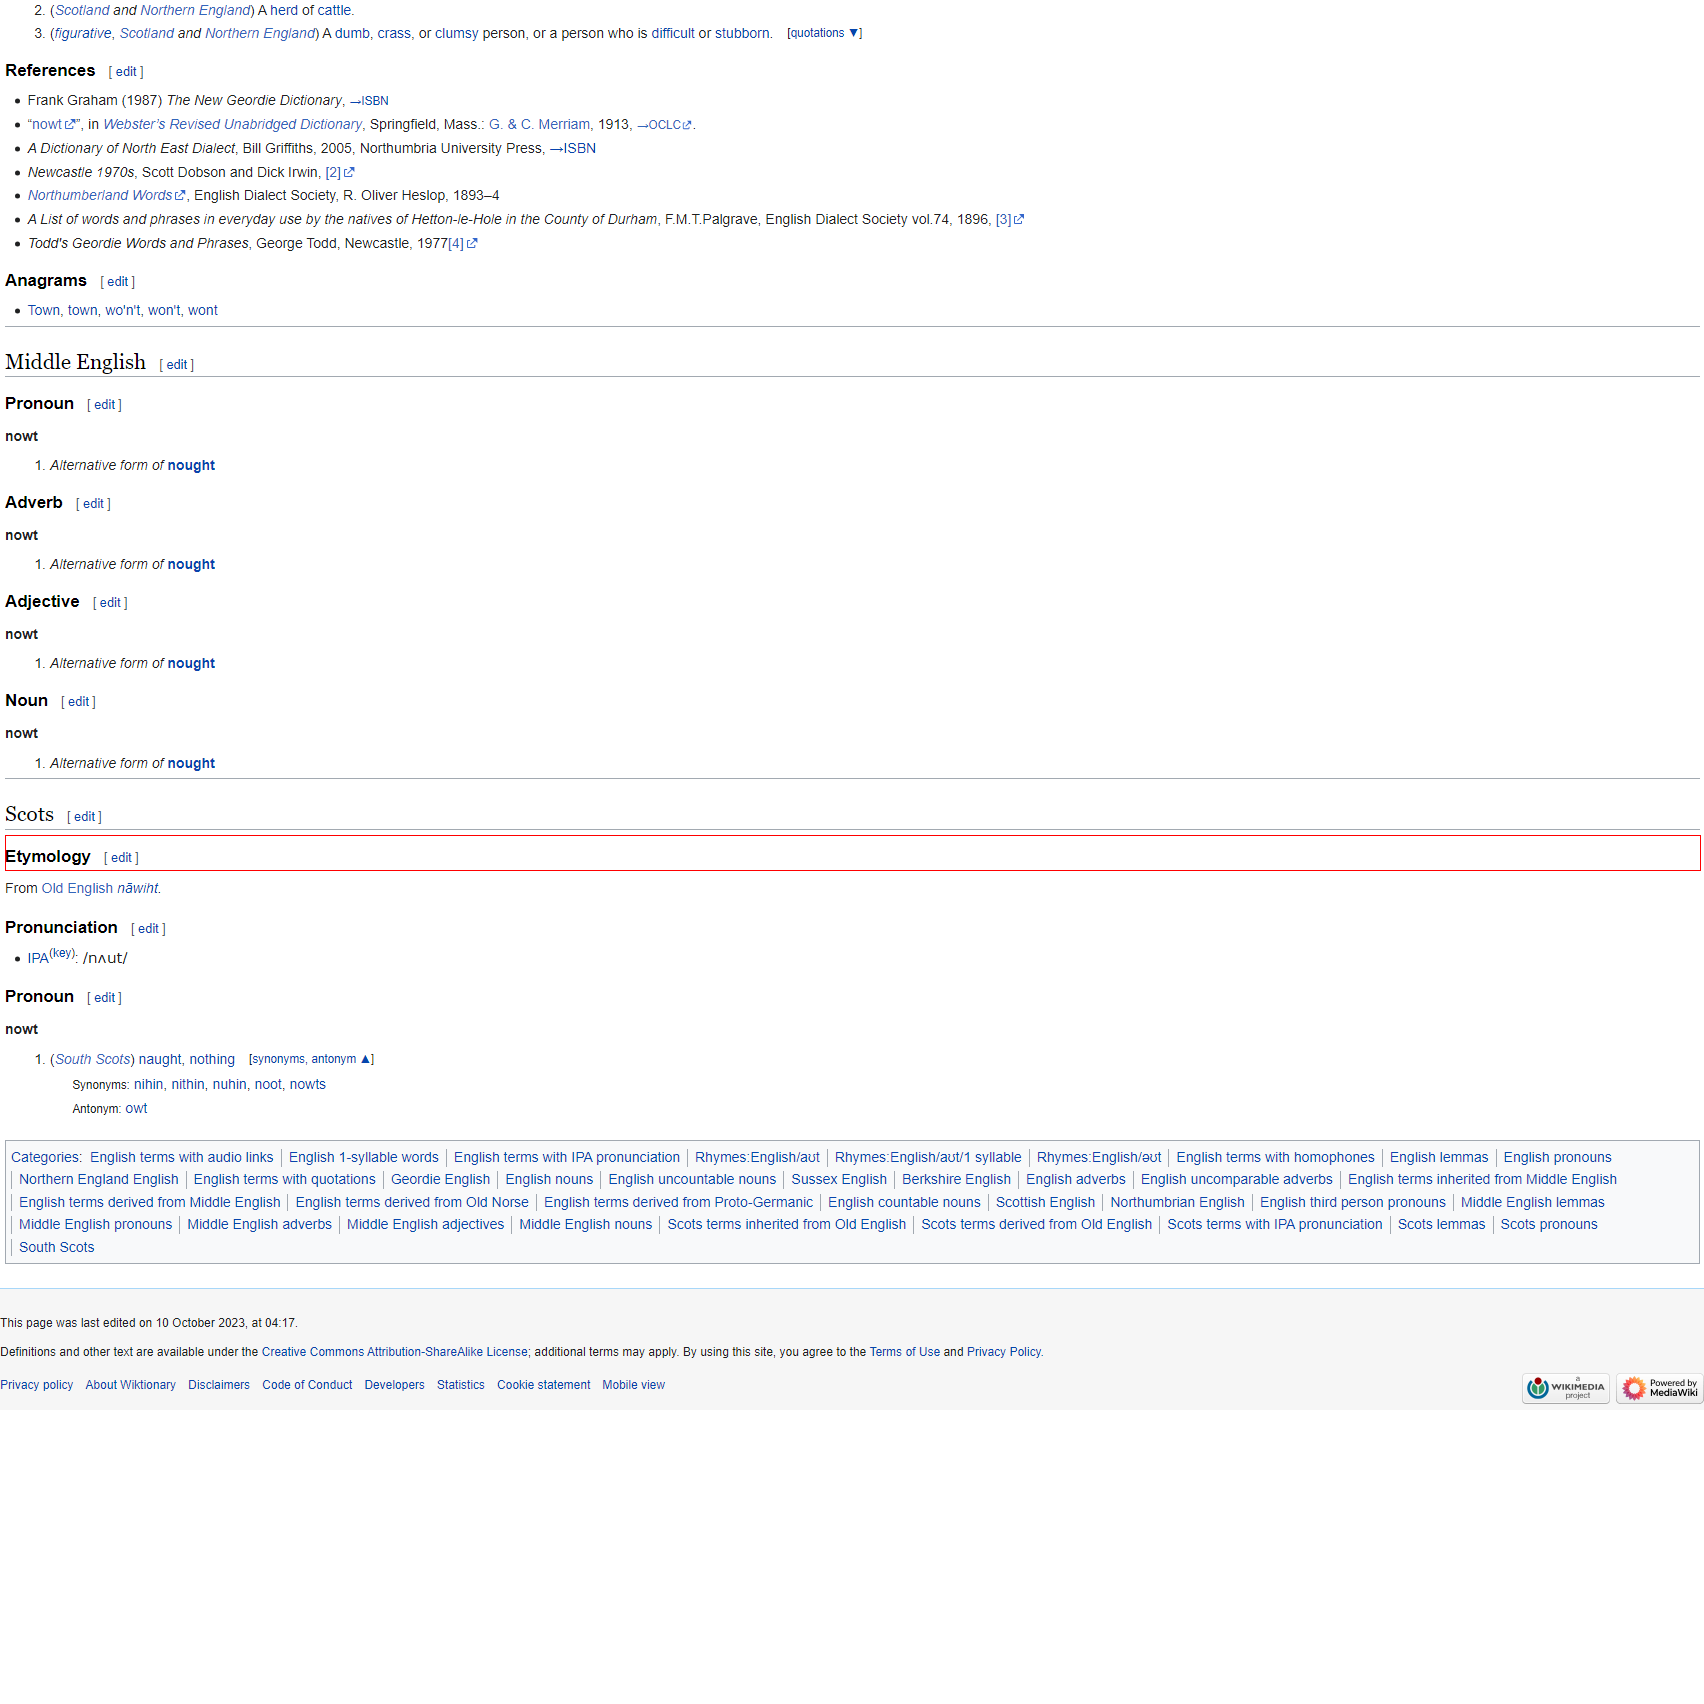 2. (Scotland and Northern England) A herd of cattle.
3. (figurative, Scotland and Northern England) A dumb, crass, or clumsy person, or a person who is difficult or stubborn. [quotations ▼]
References [ edit ]
• Frank Graham (1987) The New Geordie Dictionary, →ISBN
• “nowt”, in Webster’s Revised Unabridged Dictionary, Springfield, Mass.: G. & C. Merriam, 1913, →OCLC.
• A Dictionary of North East Dialect, Bill Griffiths, 2005, Northumbria University Press, →ISBN
• Newcastle 1970s, Scott Dobson and Dick Irwin, [2]
• Northumberland Words, English Dialect Society, R. Oliver Heslop, 1893–4
• A List of words and phrases in everyday use by the natives of Hetton-le-Hole in the County of Durham, F.M.T.Palgrave, English Dialect Society vol.74, 1896, [3]
• Todd's Geordie Words and Phrases, George Todd, Newcastle, 1977[4]
Anagrams [ edit ]
• Town, town, wo'n't, won't, wont
Middle English [ edit ]
Pronoun [ edit ]
nowt
1. Alternative form of nought
Adverb [ edit ]
nowt
1. Alternative form of nought
Adjective [ edit ]
nowt
1. Alternative form of nought
Noun [ edit ]
nowt
1. Alternative form of nought
Scots [ edit ]
Etymology [ edit ]
From Old English nāwiht.
Pronunciation [ edit ]
• IPA(key): /nʌut/
Pronoun [ edit ]
nowt
1. (South Scots) naught, nothing [synonyms, antonym ▲]
Synonyms: nihin, nithin, nuhin, noot, nowts
Antonym: owt
Categories: English terms with audio links | English 1-syllable words | English terms with IPA pronunciation | Rhymes:English/aʊt | Rhymes:English/aʊt/1 syllable | Rhymes:English/əʊt | English terms with homophones | English lemmas | English pronouns
| Northern England English | English terms with quotations | Geordie English | English nouns | English uncountable nouns | Sussex English | Berkshire English | English adverbs | English uncomparable adverbs | English terms inherited from Middle English
| English terms derived from Middle English | English terms derived from Old Norse | English terms derived from Proto-Germanic | English countable nouns | Scottish English | Northumbrian English | English third person pronouns | Middle English lemmas
| Middle English pronouns | Middle English adverbs | Middle English adjectives | Middle English nouns | Scots terms inherited from Old English | Scots terms derived from Old English | Scots terms with IPA pronunciation | Scots lemmas | Scots pronouns
| South Scots
This page was last edited on 10 October 2023, at 04:17.
Definitions and other text are available under the Creative Commons Attribution-ShareAlike License; additional terms may apply. By using this site, you agree to the Terms of Use and Privacy Policy.
Privacy policy About Wiktionary Disclaimers Code of Conduct Developers Statistics Cookie statement Mobile view
a WIKIMEDIA project
Powered by MediaWiki